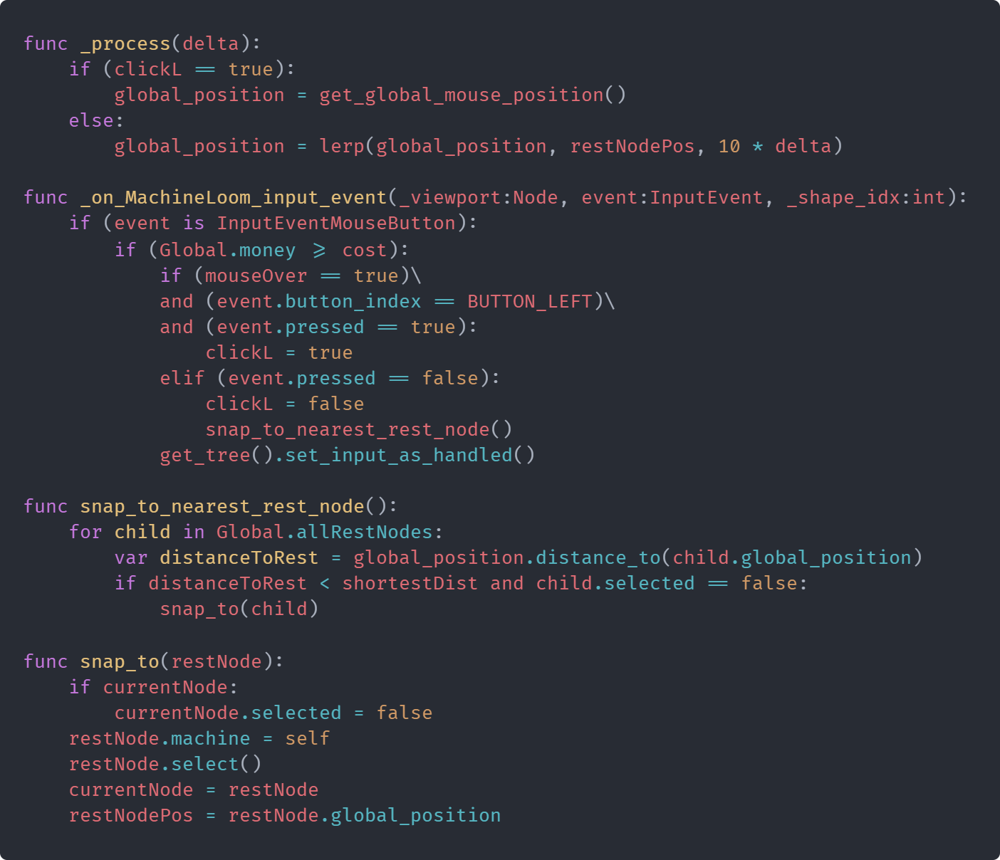 func _process(delta):
    if (clickL == true):
        global_position = get_global_mouse_position()
    else:
        global_position = lerp(global_position, restNodePos, 10 * delta)

func _on_MachineLoom_input_event(_viewport:Node, event:InputEvent, _shape_idx:int):
    if (event is InputEventMouseButton):
        if (Global.money >= cost):
            if (mouseOver == true)\
            and (event.button_index == BUTTON_LEFT)\
            and (event.pressed == true):
                clickL = true
            elif (event.pressed == false):
                clickL = false
                snap_to_nearest_rest_node()
            get_tree().set_input_as_handled()

func snap_to_nearest_rest_node():
    for child in Global.allRestNodes:
        var distanceToRest = global_position.distance_to(child.global_position)
        if distanceToRest < shortestDist and child.selected == false:
            snap_to(child)

func snap_to(restNode):
    if currentNode:
        currentNode.selected = false
    restNode.machine = self
    restNode.select()
    currentNode = restNode
    restNodePos = restNode.global_position